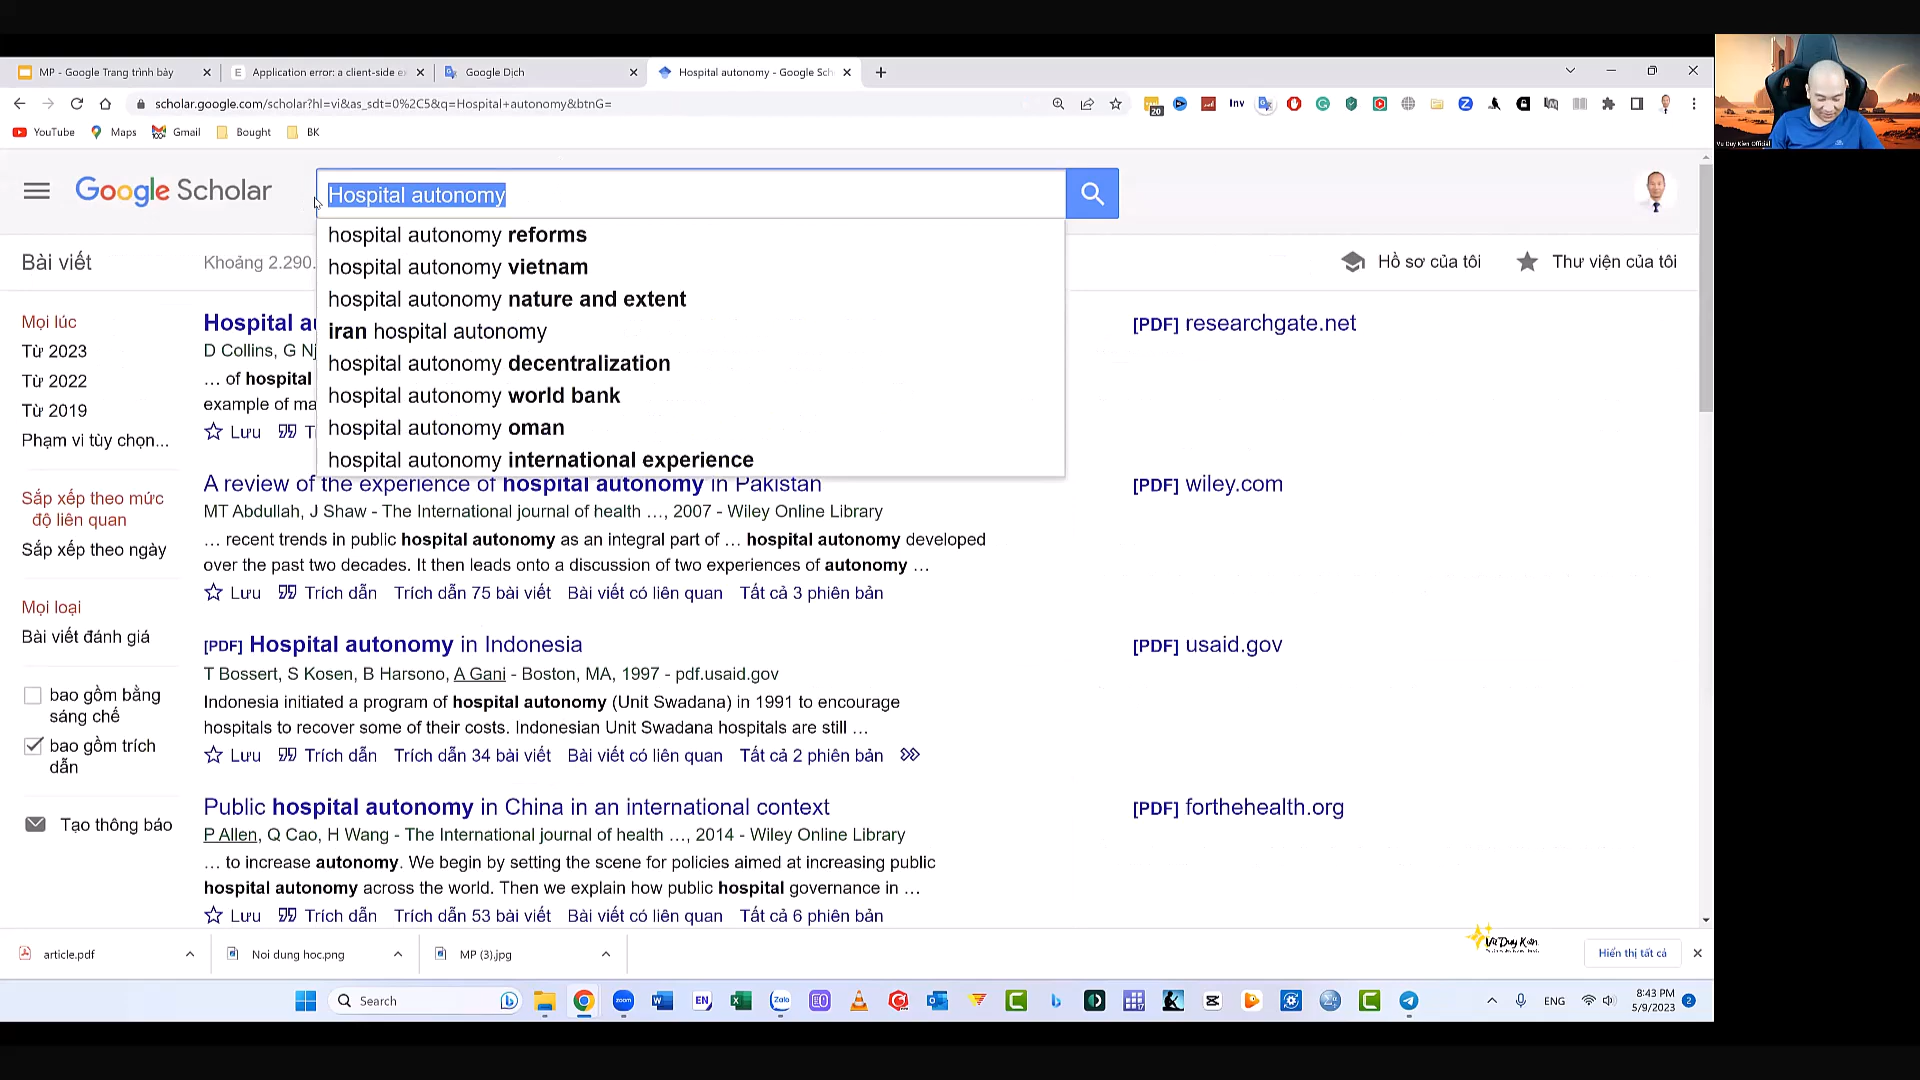 MP - Google Trang trình bày
Application error: a client-side e
Google Dịch
Hospital autonomy - Google Sch
scholar.google.com/scholar?hl=vi&as_sdt=0%2C5&q=Hospital+autonomy&btnG=
20
Inv
YouTube
Maps
Gmail
Bought
BK
Vu Duy Kien Official
Google Scholar
Hospital autonomy
hospital autonomy reforms
hospital autonomy vietnam
hospital autonomy nature and extent
iran hospital autonomy
hospital autonomy decentralization
hospital autonomy world bank
hospital autonomy oman
hospital autonomy international experience
Bài viết
Khoảng 2.290.
Hồ sơ của tôi
Thư viện của tôi
Mọi lúc
Từ 2023
Từ 2022
Từ 2019
Phạm vi tùy chọn...
Sắp xếp theo mức độ liên quan
Sắp xếp theo ngày
Mọi loại
Bài viết đánh giá
bao gồm bằng sáng chế
bao gồm trích dẫn
Tạo thông báo
Hospital au
D Collins, G Nj
… of hospital
example of ma
Lưu
[PDF] researchgate.net
A review of the experience of hospital autonomy in Pakistan
MT Abdullah, J Shaw - The International journal of health …, 2007 - Wiley Online Library
… recent trends in public hospital autonomy as an integral part of … hospital autonomy developed
over the past two decades. It then leads onto a discussion of two experiences of autonomy …
Lưu Trích dẫn Trích dẫn 75 bài viết Bài viết có liên quan Tất cả 3 phiên bản
[PDF] wiley.com
[PDF] Hospital autonomy in Indonesia
T Bossert, S Kosen, B Harsono, A Gani - Boston, MA, 1997 - pdf.usaid.gov
Indonesia initiated a program of hospital autonomy (Unit Swadana) in 1991 to encourage
hospitals to recover some of their costs. Indonesian Unit Swadana hospitals are still …
Lưu Trích dẫn Trích dẫn 34 bài viết Bài viết có liên quan Tất cả 2 phiên bản
[PDF] usaid.gov
Public hospital autonomy in China in an international context
P Allen, Q Cao, H Wang - The International journal of health …, 2014 - Wiley Online Library
… to increase autonomy. We begin by setting the scene for policies aimed at increasing public
hospital autonomy across the world. Then we explain how public hospital governance in …
Lưu Trích dẫn Trích dẫn 53 bài viết Bài viết có liên quan Tất cả 6 phiên bản
[PDF] forthehealth.org
article.pdf
Noi dung hoc.png
MP (3).jpg
Vũ Duy Kiên
Hiển thị tất cả
Search
zoom
EN
Zalo
ENG
8:43 PM
5/9/2023
2